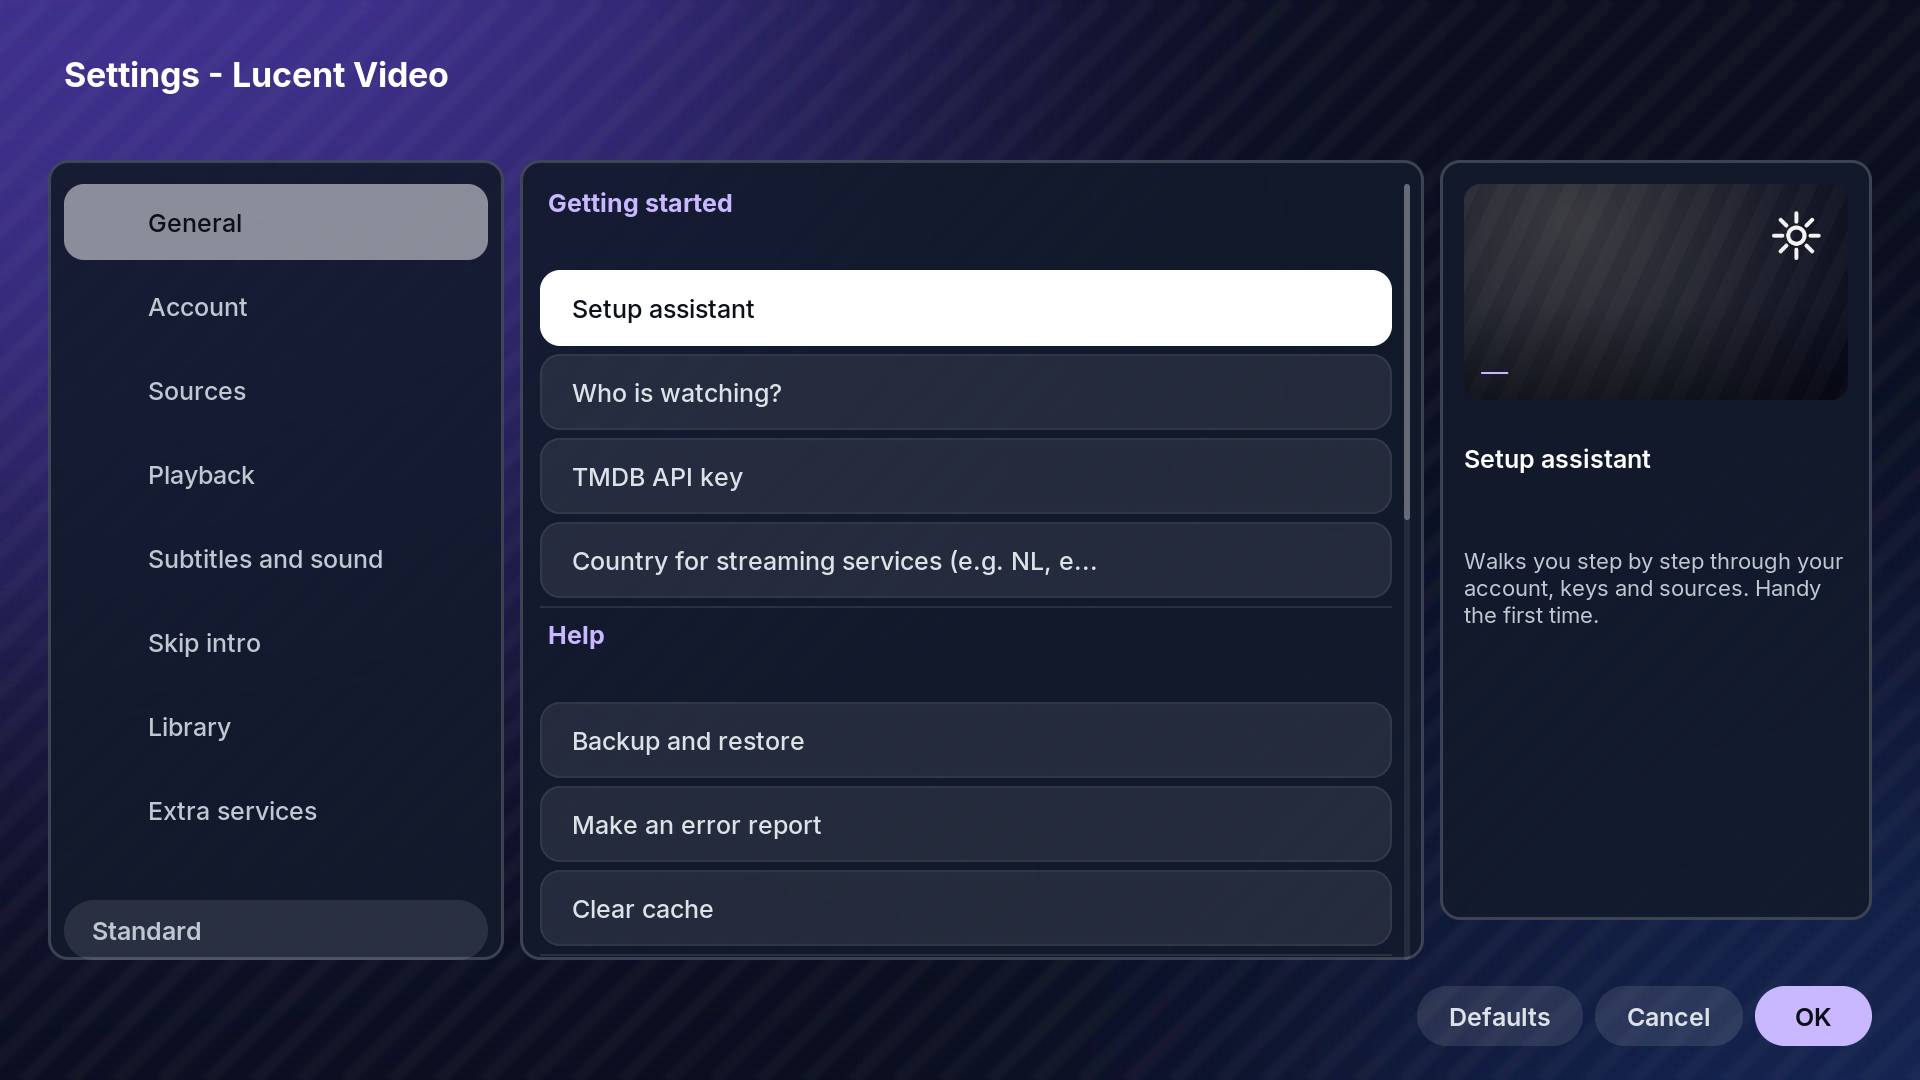 Settings - Lucent Video
General
Account
Sources
Playback
Subtitles and sound
Skip intro
Library
Extra services
Standard
Getting started
Setup assistant
Who is watching?
TMDB API key
Country for streaming services (e.g. NL, e...
Help
Backup and restore
Make an error report
Clear cache
Setup assistant
Walks you step by step through your
account, keys and sources. Handy
the first time.
Defaults
Cancel
OK